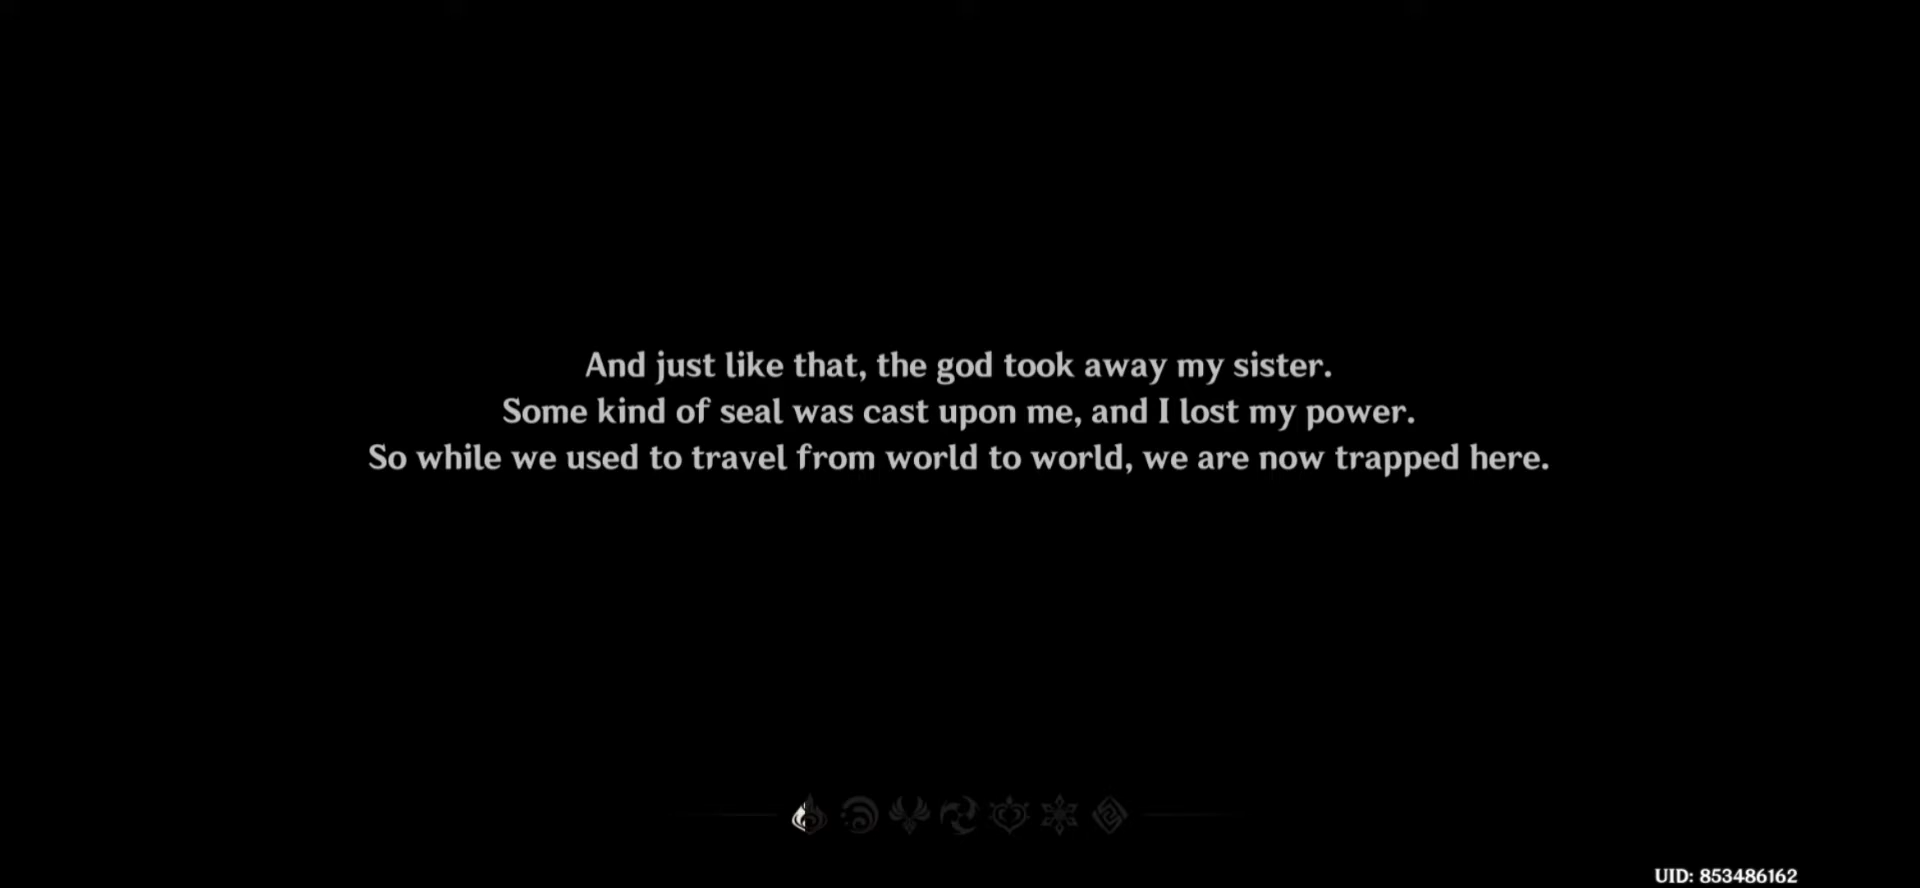 And just like that, the god took away my sister.
Some kind of seal was cast upon me, and I lost my power.
So while we used to travel from world to world, we are now trapped here.
UID: 853486162